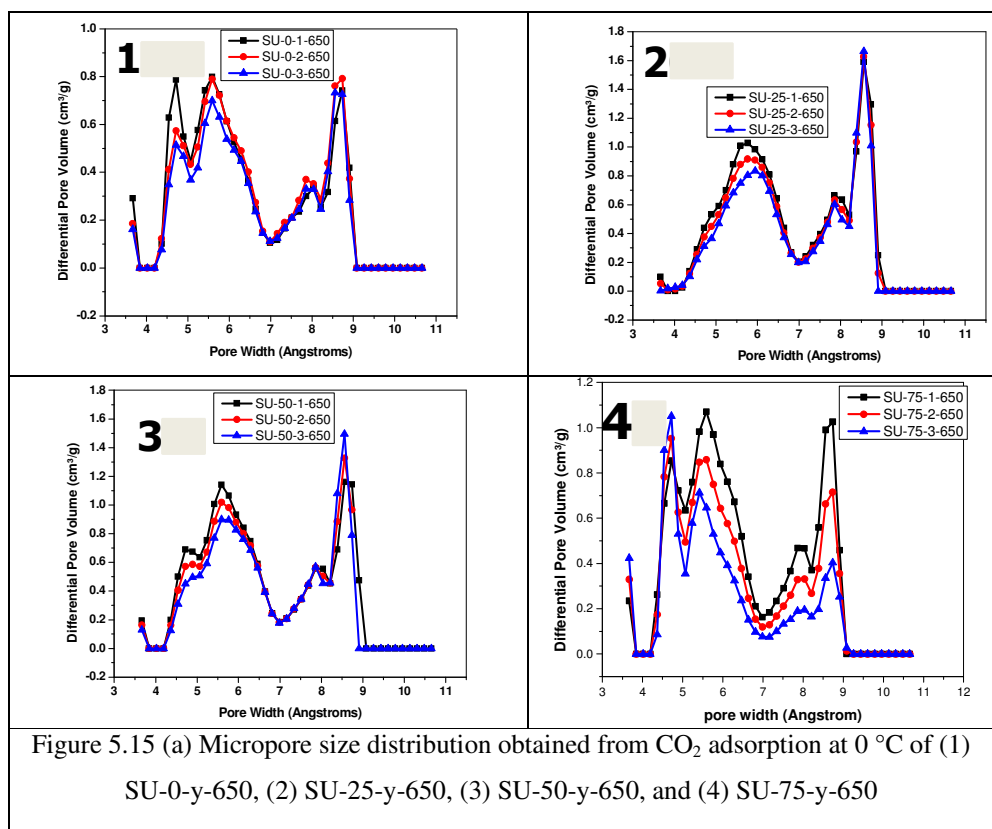 1
SU-0-1-650
SU-0-2-650
SU-0-3-650
Differential Pore Volume (cm³/g)
1.0
0.8
0.6
0.4
0.2
0.0
-0.2
3 4 5 6 7 8 9 10 11
Pore Width (Angstroms)
2
SU-25-1-650
SU-25-2-650
SU-25-3-650
Differential Pore Volume (cm³/g)
1.8
1.6
1.4
1.2
1.0
0.8
0.6
0.4
0.2
0.0
-0.2
3 4 5 6 7 8 9 10 11
Pore Width (Angstroms)
3
SU-50-1-650
SU-50-2-650
SU-50-3-650
Differential Pore Volume (cm³/g)
1.8
1.6
1.4
1.2
1.0
0.8
0.6
0.4
0.2
0.0
-0.2
3 4 5 6 7 8 9 10 11
Pore Width (Angstroms)
4
SU-75-1-650
SU-75-2-650
SU-75-3-650
Differential Pore Volume (cm³/g)
1.2
1.0
0.8
0.6
0.4
0.2
0.0
3 4 5 6 7 8 9 10 11 12
pore width (Angstrom)
Figure 5.15 (a) Micropore size distribution obtained from CO₂ adsorption at 0 °C of (1)
SU-0-y-650, (2) SU-25-y-650, (3) SU-50-y-650, and (4) SU-75-y-650